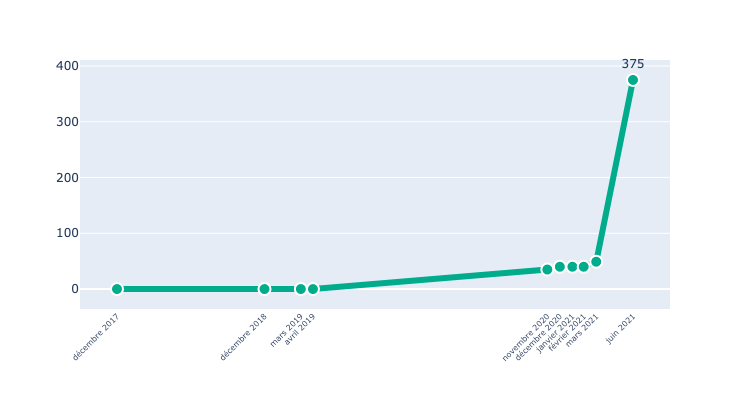 400
375
300
200
100
0
décembre 2017
décembre 2018
mars 2019
avril 2019
novembre 2020
décembre 2020
janvier 2021
février 2021
mars 2021
juin 2021